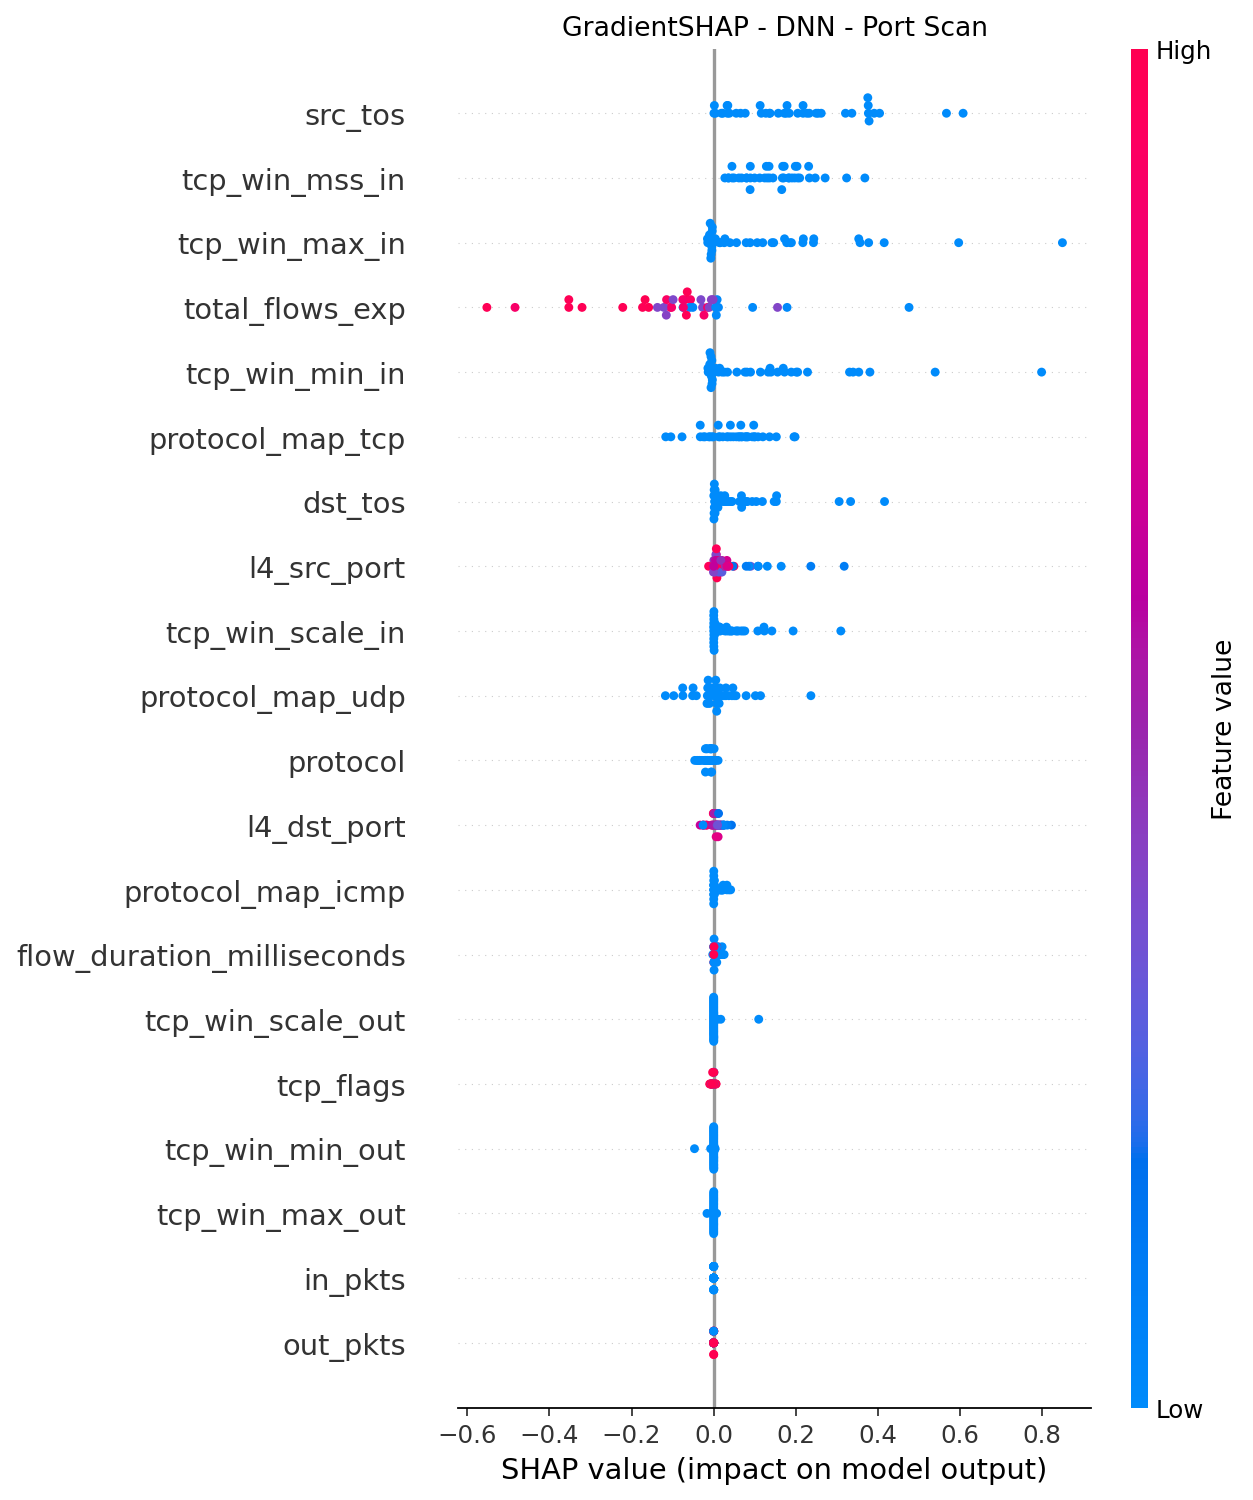 GradientSHAP - DNN - Port Scan
High
src_tos
tcp_win_mss_in
tcp_win_max_in
total_flows_exp
tcp_win_min_in
protocol_map_tcp
dst_tos
l4_src_port
tcp_win_scale_in
protocol_map_udp
protocol
l4_dst_port
protocol_map_icmp
flow_duration_milliseconds
tcp_win_scale_out
tcp_flags
tcp_win_min_out
tcp_win_max_out
in_pkts
out_pkts
Feature value
Low
−0.6 −0.4 −0.2 0.0 0.2 0.4 0.6 0.8
SHAP value (impact on model output)